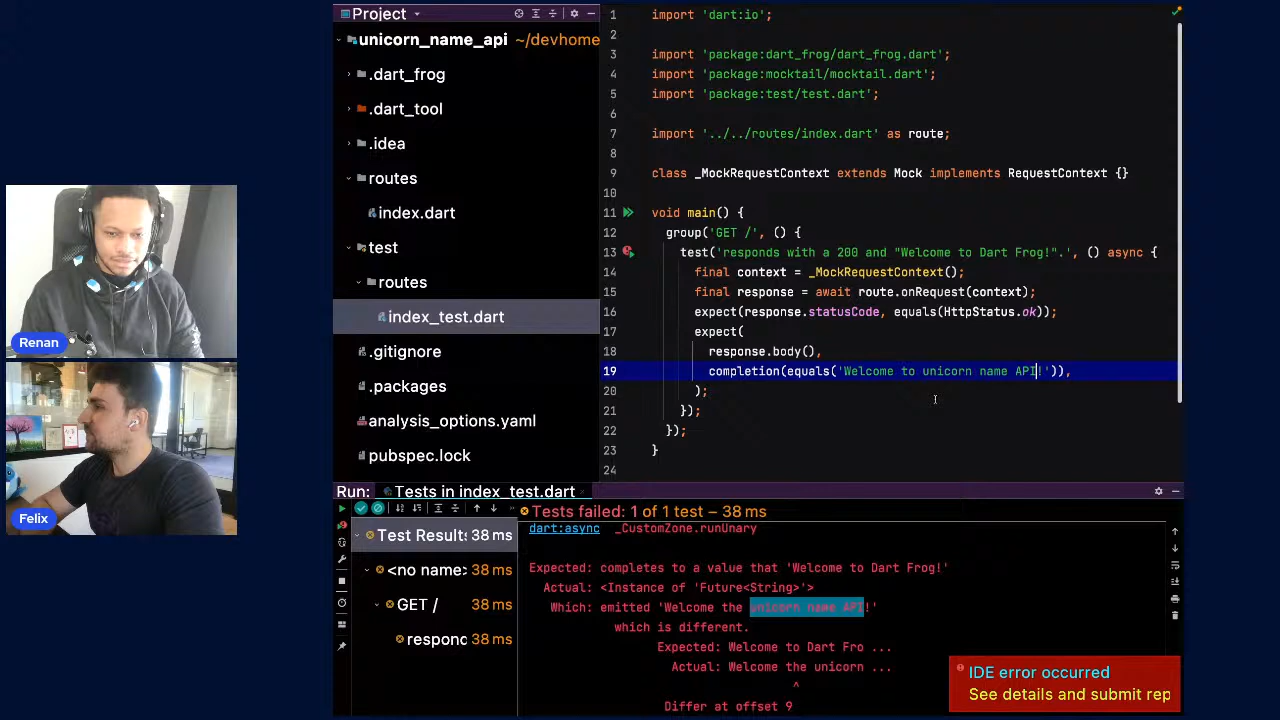 Project
unicorn_name_api ~/devhome
.dart_frog
.dart_tool
.idea
routes
index.dart
test
routes
index_test.dart
.gitignore
.packages
analysis_options.yaml
pubspec.lock
1 import 'dart:io';
2
3 import 'package:dart_frog/dart_frog.dart';
4 import 'package:mocktail/mocktail.dart';
5 import 'package:test/test.dart';
6
7 import '../../routes/index.dart' as route;
8
9 class _MockRequestContext extends Mock implements RequestContext {}
10
11 void main() {
12 group('GET /', () {
13 test('responds with a 200 and "Welcome to Dart Frog!".', () async {
14 final context = _MockRequestContext();
15 final response = await route.onRequest(context);
16 expect(response.statusCode, equals(HttpStatus.ok));
17 expect(
18 response.body(),
19 completion(equals('Welcome to unicorn name API!')),
20 );
21 });
22 });
23 }
24
Renan
Felix
Run: Tests in index_test.dart
Tests failed: 1 of 1 test – 38 ms
Test Results 38 ms
<no name> 38 ms
GET / 38 ms
respond 38 ms
dart:async _CustomZone.runUnary
Expected: completes to a value that 'Welcome to Dart Frog!'
Actual: <Instance of 'Future<String>'>
Which: emitted 'Welcome the unicorn name API!'
which is different.
Expected: Welcome to Dart Fro ...
Actual: Welcome the unicorn ...
^
Differ at offset 9
IDE error occurred
See details and submit rep